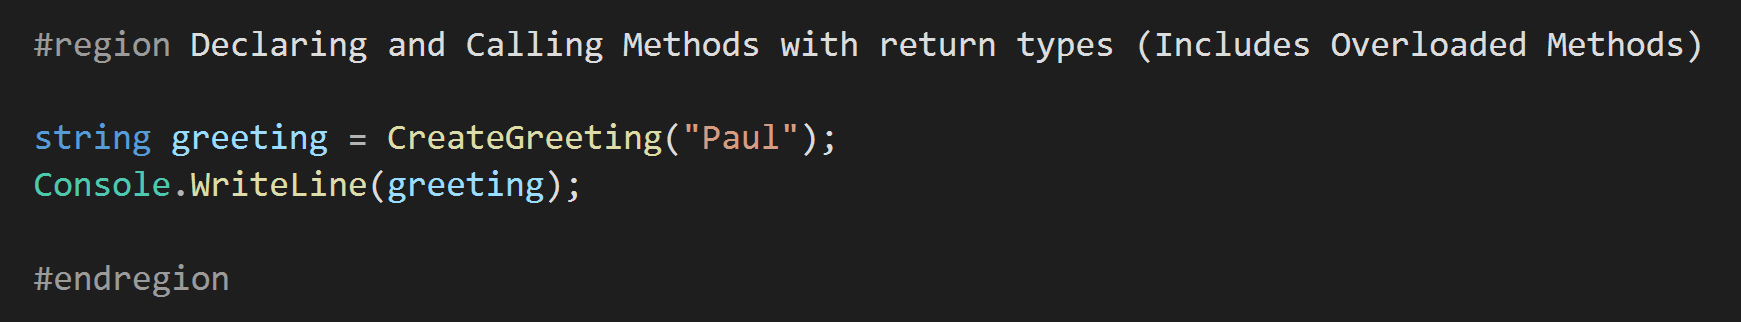 #region Declaring and Calling Methods with return types (Includes Overloaded Methods)
string greeting = CreateGreeting("Paul");
Console.WriteLine(greeting);
#endregion